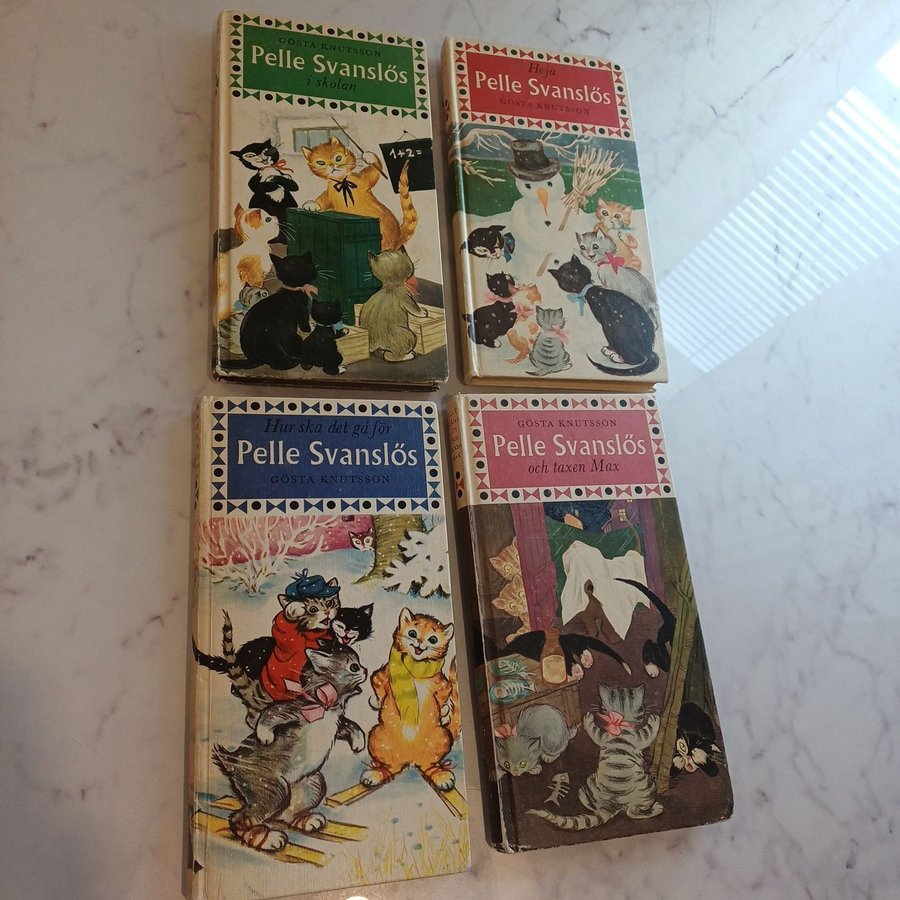 GÖSTA KNUTSSON
Pelle Svanslös
i skolan
1+2=
Heja
Pelle Svanslös
GÖSTA KNUTSSON
Hur ska det gå för
Pelle Svanslös
GÖSTA KNUTSSON
GÖSTA KNUTSSON
Pelle Svanslös
och taxen Max